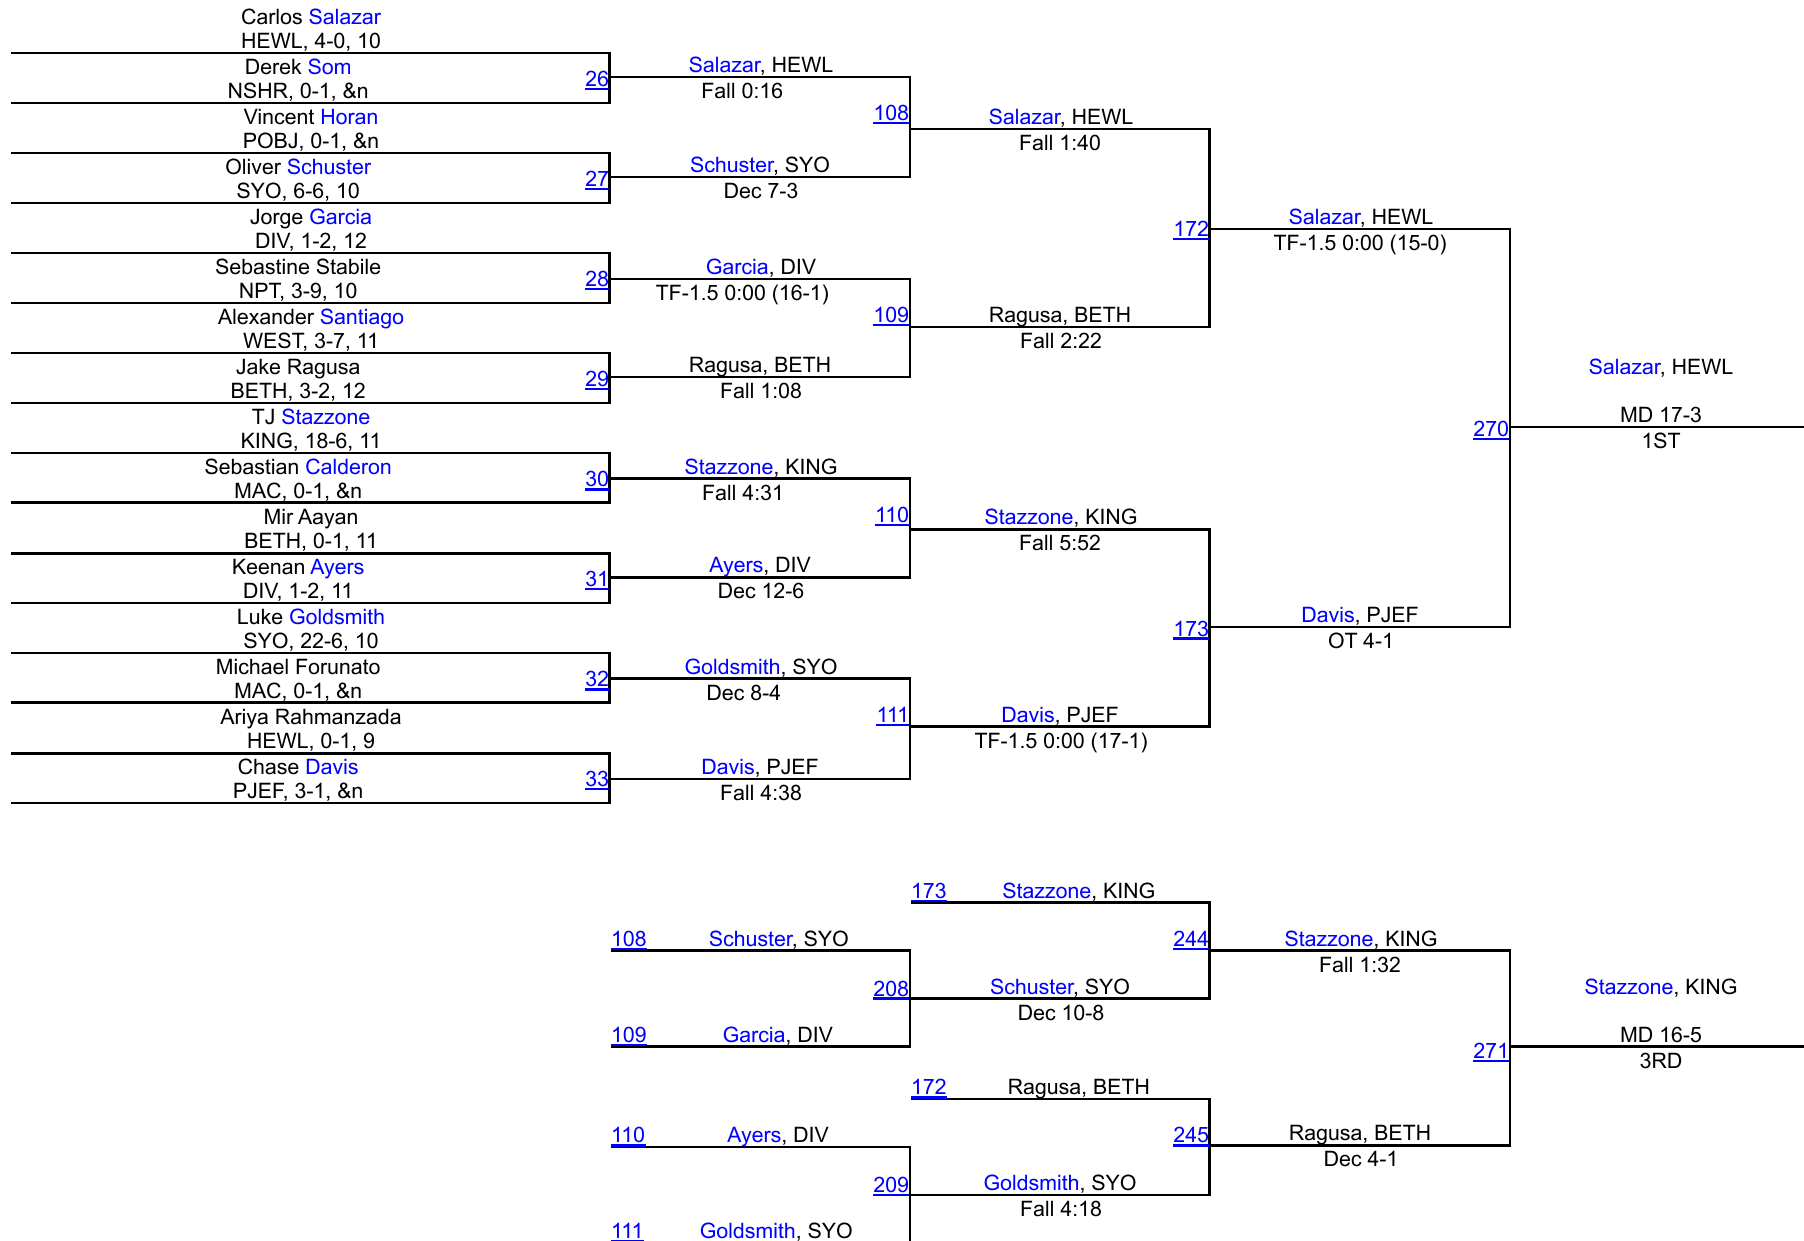 Carlos Salazar
HEWL, 4-0, 10
Derek Som
NSHR, 0-1, &n
Vincent Horan
POBJ, 0-1, &n
Oliver Schuster
SYO, 6-6, 10
Jorge Garcia
DIV, 1-2, 12
Sebastine Stabile
NPT, 3-9, 10
Alexander Santiago
WEST, 3-7, 11
Jake Ragusa
BETH, 3-2, 12
TJ Stazzone
KING, 18-6, 11
Sebastian Calderon
MAC, 0-1, &n
Mir Aayan
BETH, 0-1, 11
Keenan Ayers
DIV, 1-2, 11
Luke Goldsmith
SYO, 22-6, 10
Michael Forunato
MAC, 0-1, &n
Ariya Rahmanzada
HEWL, 0-1, 9
Chase Davis
PJEF, 3-1, &n
26
27
28
29
30
31
32
33
Salazar, HEWL
Fall 0:16
Schuster, SYO
Dec 7-3
Garcia, DIV
TF-1.5 0:00 (16-1)
Ragusa, BETH
Fall 1:08
Stazzone, KING
Fall 4:31
Ayers, DIV
Dec 12-6
Goldsmith, SYO
Dec 8-4
Davis, PJEF
Fall 4:38
108
109
110
111
Salazar, HEWL
Fall 1:40
Ragusa, BETH
Fall 2:22
Stazzone, KING
Fall 5:52
Davis, PJEF
TF-1.5 0:00 (17-1)
172
173
Salazar, HEWL
TF-1.5 0:00 (15-0)
Davis, PJEF
OT 4-1
270
Salazar, HEWL
MD 17-3
1ST
108
Schuster, SYO
109
Garcia, DIV
110
Ayers, DIV
111
Goldsmith, SYO
208
209
173
Stazzone, KING
Schuster, SYO
Dec 10-8
172
Ragusa, BETH
Goldsmith, SYO
Fall 4:18
244
245
Stazzone, KING
Fall 1:32
Ragusa, BETH
Dec 4-1
271
Stazzone, KING
MD 16-5
3RD